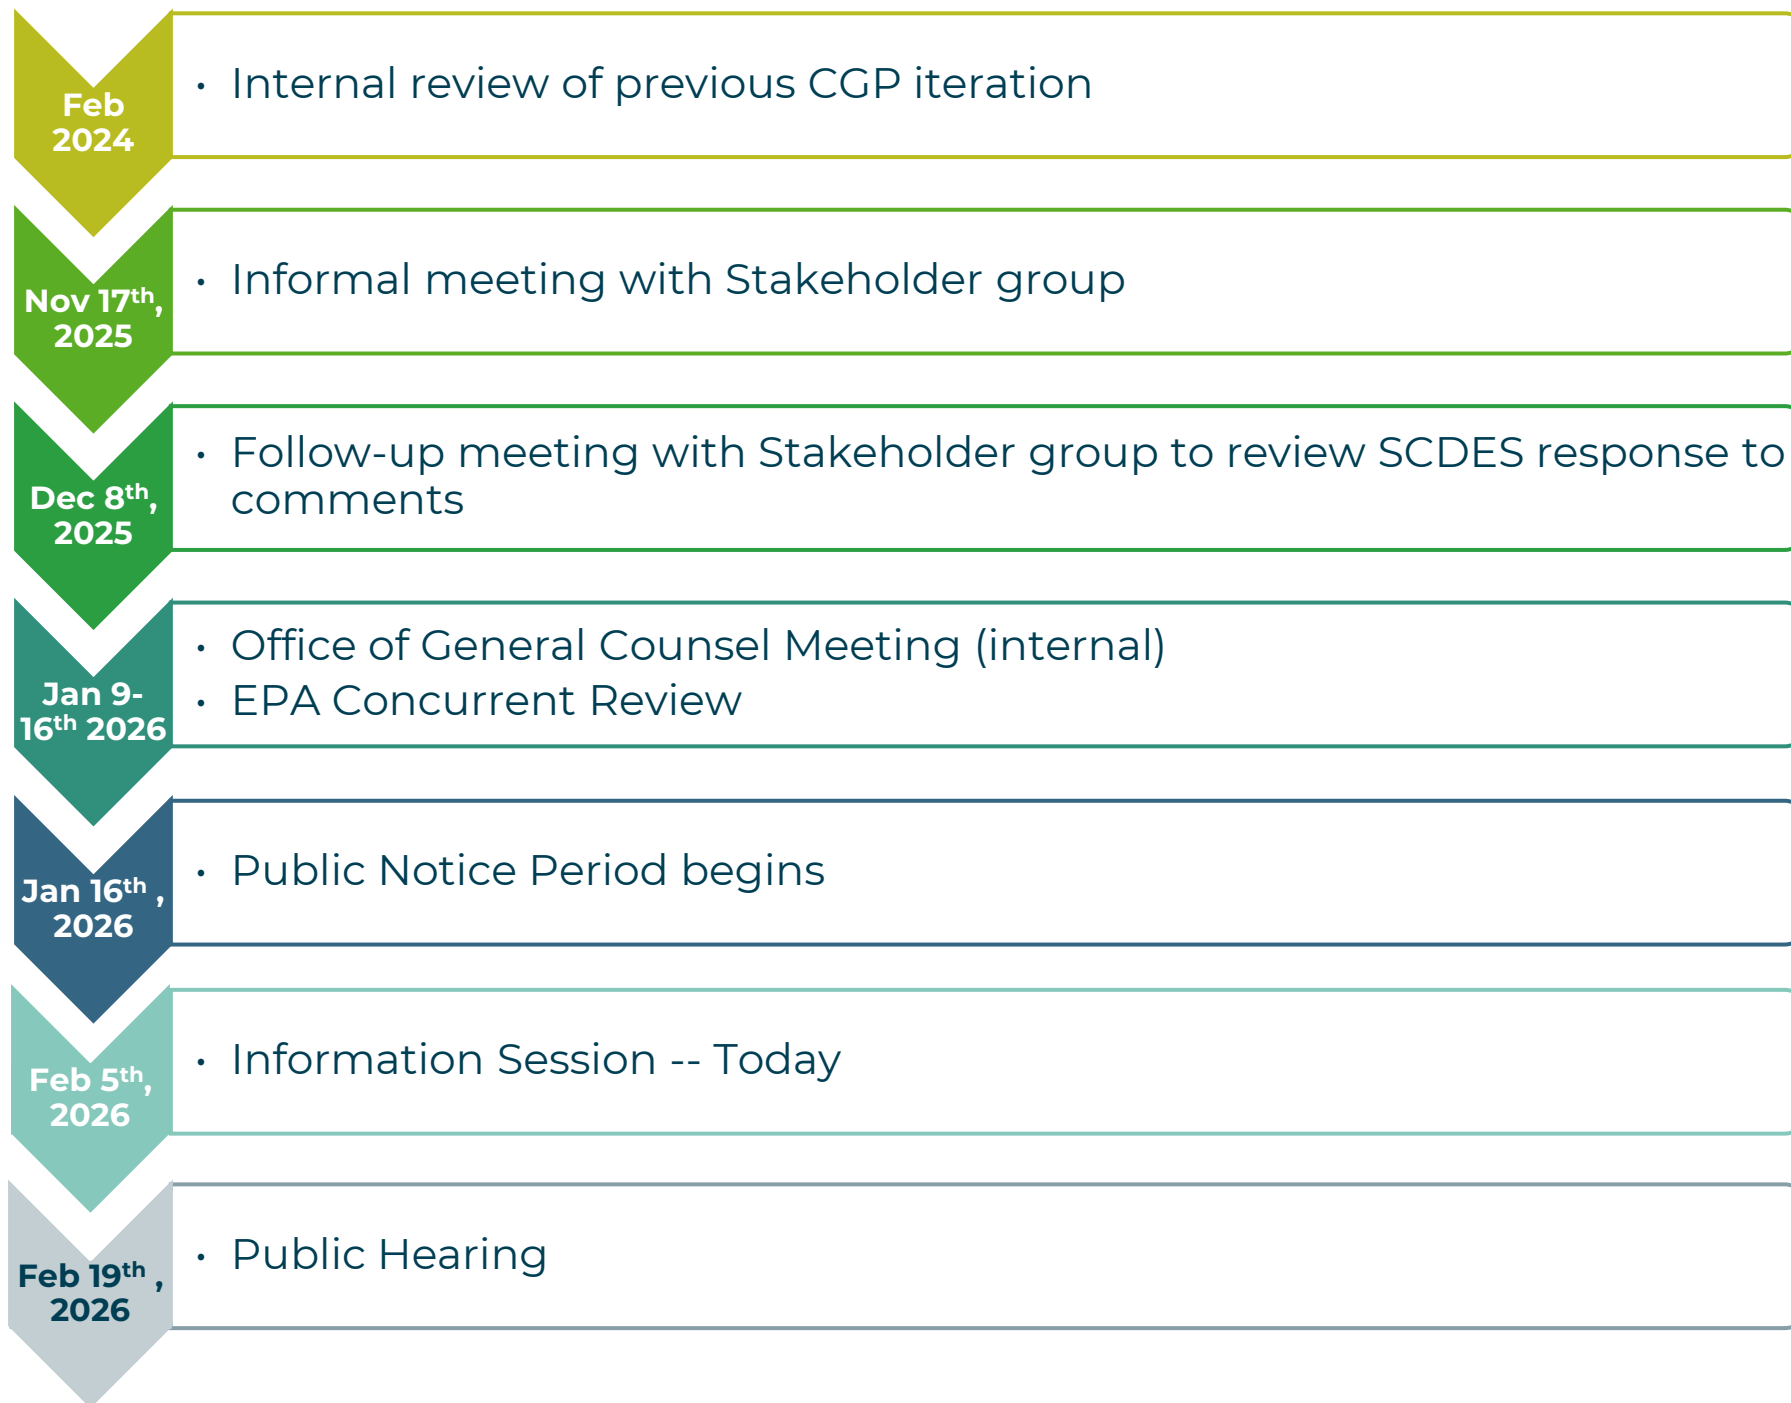 Feb
2024
• Internal review of previous CGP iteration
Nov 17th,
2025
• Informal meeting with Stakeholder group
Dec 8th,
2025
• Follow-up meeting with Stakeholder group to review SCDES response to
comments
Jan 9-
16th 2026
• Office of General Counsel Meeting (internal)
• EPA Concurrent Review
Jan 16th ,
2026
• Public Notice Period begins
Feb 5th,
2026
• Information Session -- Today
Feb 19th ,
2026
• Public Hearing